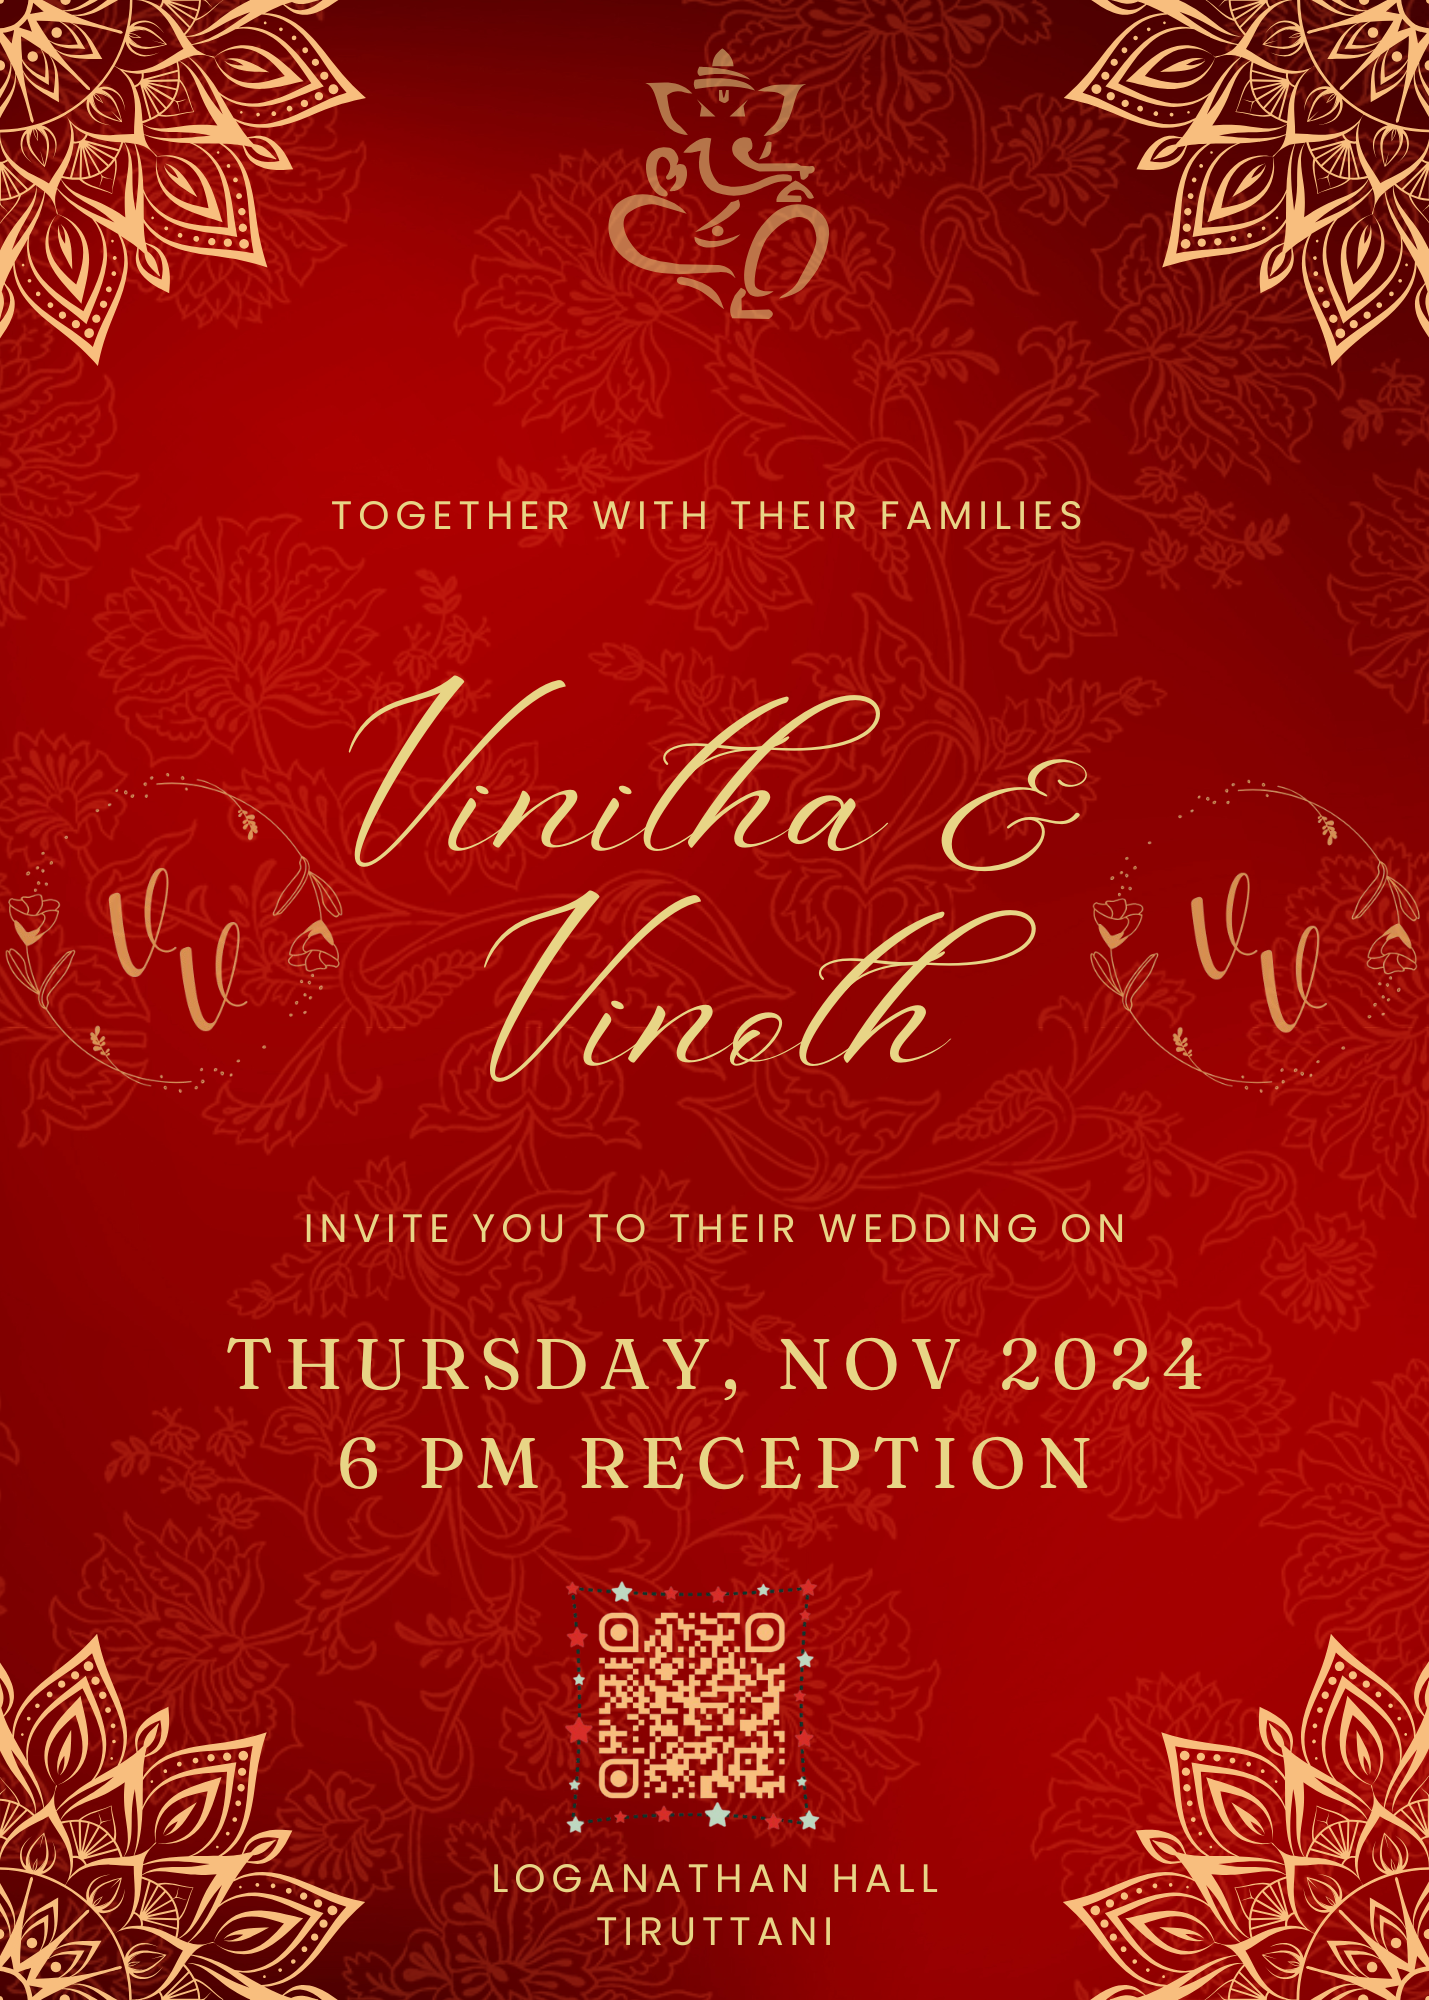 TOGETHER WITH THEIR FAMILIES
Vinitha &
Vinoth
V V
V V
INVITE YOU TO THEIR WEDDING ON
THURSDAY, NOV 2024
6 PM RECEPTION
LOGANATHAN HALL
TIRUTTANI